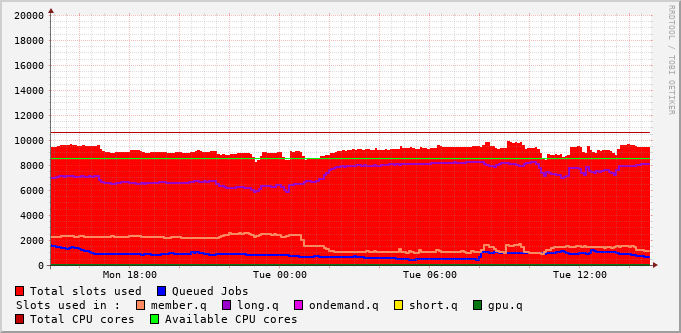 20000
18000
16000
14000
12000
10000
8000
6000
4000
2000
0
Mon 18:00 Tue 00:00 Tue 06:00 Tue 12:00
RRDTOOL / TOBI OETIKER
Total slots used Queued Jobs
Slots used in : member.q long.q ondemand.q short.q gpu.q
Total CPU cores Available CPU cores